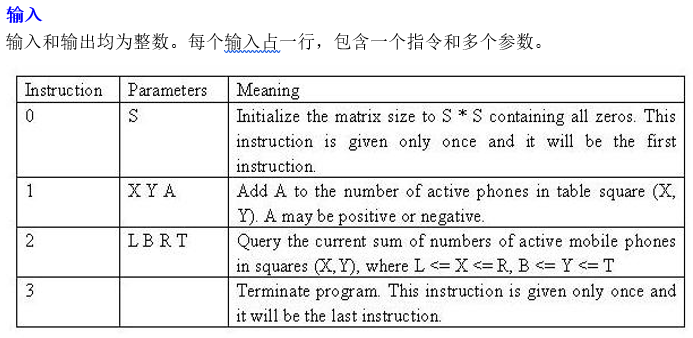 输入
输入和输出均为整数。每个输入占一行，包含一个指令和多个参数。
Instruction Parameters Meaning
0 S Initialize the matrix size to S * S containing all zeros. This
instruction is given only once and it will be the first
instruction.
1 X Y A Add A to the number of active phones in table square (X,
Y). A may be positive or negative.
2 L B R T Query the current sum of numbers of active mobile phones
in squares (X,Y), where L <= X <= R, B <= Y <= T
3 Terminate program. This instruction is given only once and
it will be the last instruction.